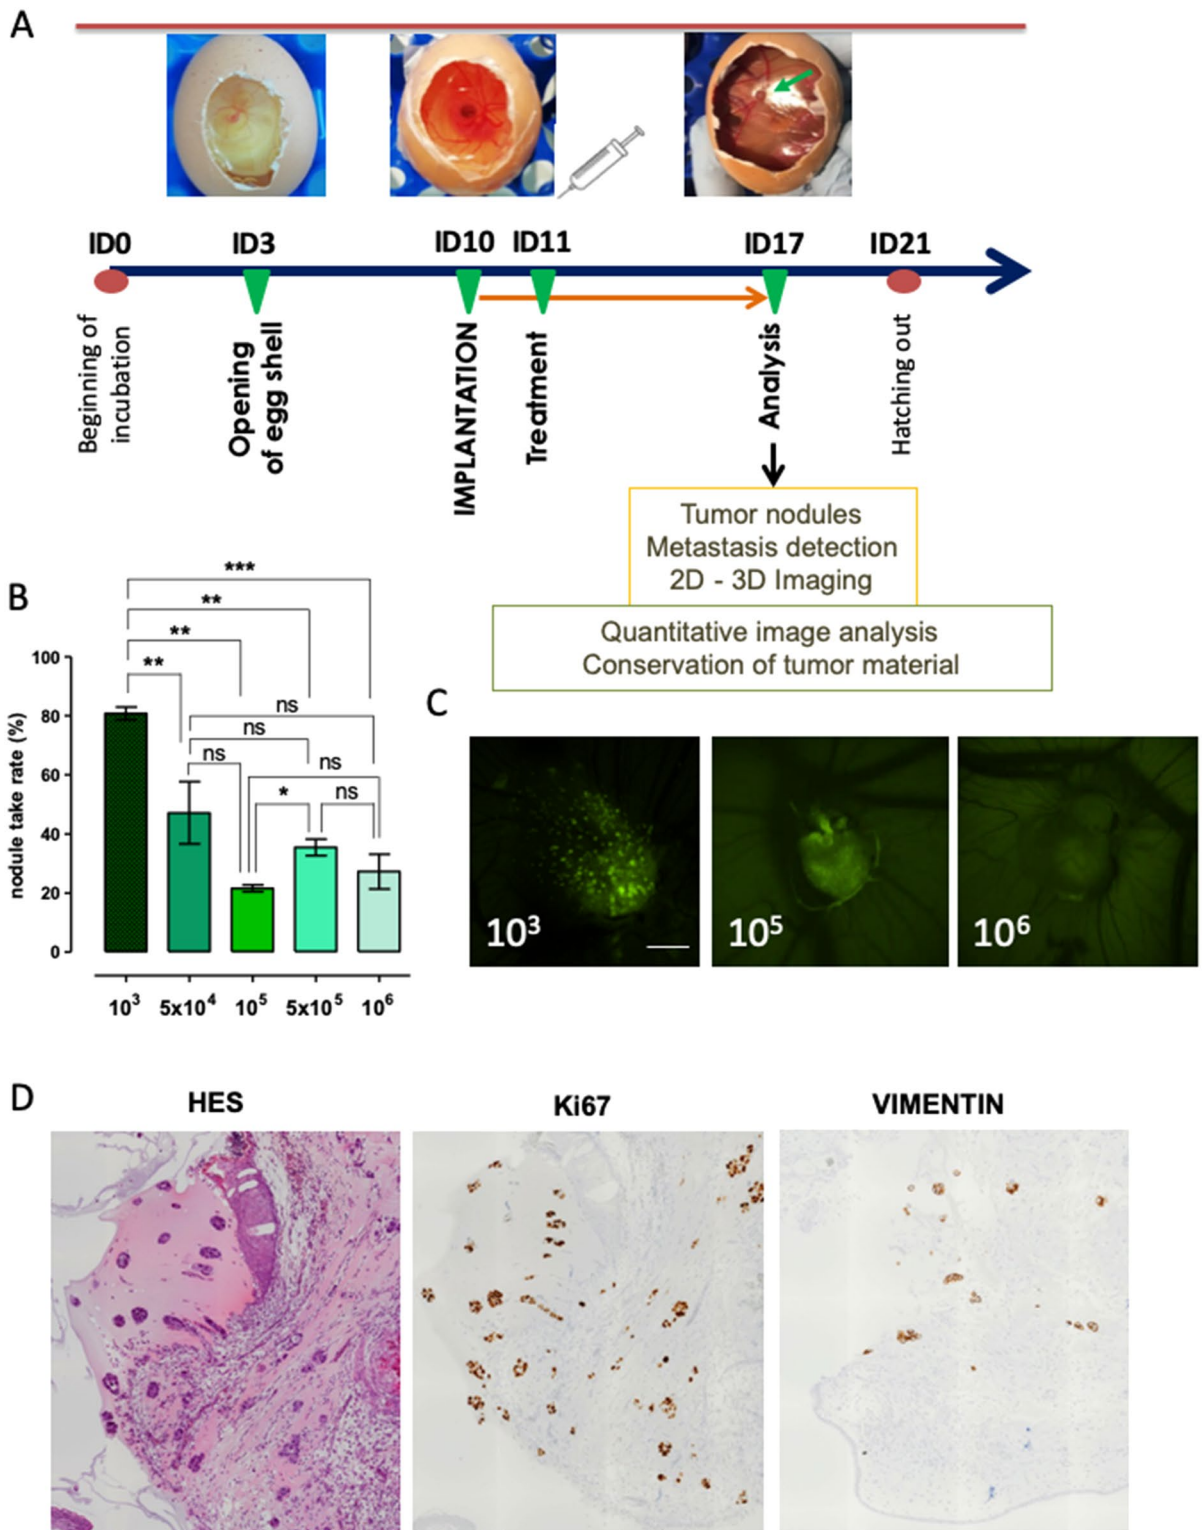 A
ID0 ID3 ID10 ID11 ID17 ID21
Beginning of
incubation
Opening
of egg shell
IMPLANTATION
Treatment
Analysis
Hatching out
Tumor nodules
Metastasis detection
2D - 3D Imaging
Quantitative image analysis
Conservation of tumor material
B
***
**
**
**
ns
ns
ns
ns
*
ns
nodule take rate (%)
100
80
60
40
20
0
10³ 5x10⁴ 10⁵ 5x10⁵ 10⁶
C
10³ 10⁵ 10⁶
D
HES Ki67 VIMENTIN